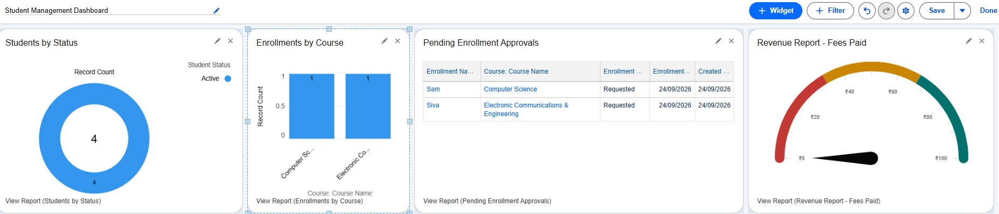 Student Management Dashboard
+ Widget
+ Filter
Save
Done
Students by Status
Record Count
Student Status
Active
4
4
View Report (Students by Status)
Enrollments by Course
Record Count
1
0.5
0
1
1
Computer Sc...
Electronic Co...
Course: Course Name
View Report (Enrollments by Course)
Pending Enrollment Approvals
Enrollment Na... Course: Course Name Enrollment ... Enrollment... Created ...
Sam Computer Science Requested 24/09/2026 24/09/2026
Siva Electronic Communications & Requested 24/09/2026 24/09/2026
Engineering
View Report (Pending Enrollment Approvals)
Revenue Report - Fees Paid
₹0
₹20
₹40
₹60
₹80
₹100
View Report (Revenue Report - Fees Paid)